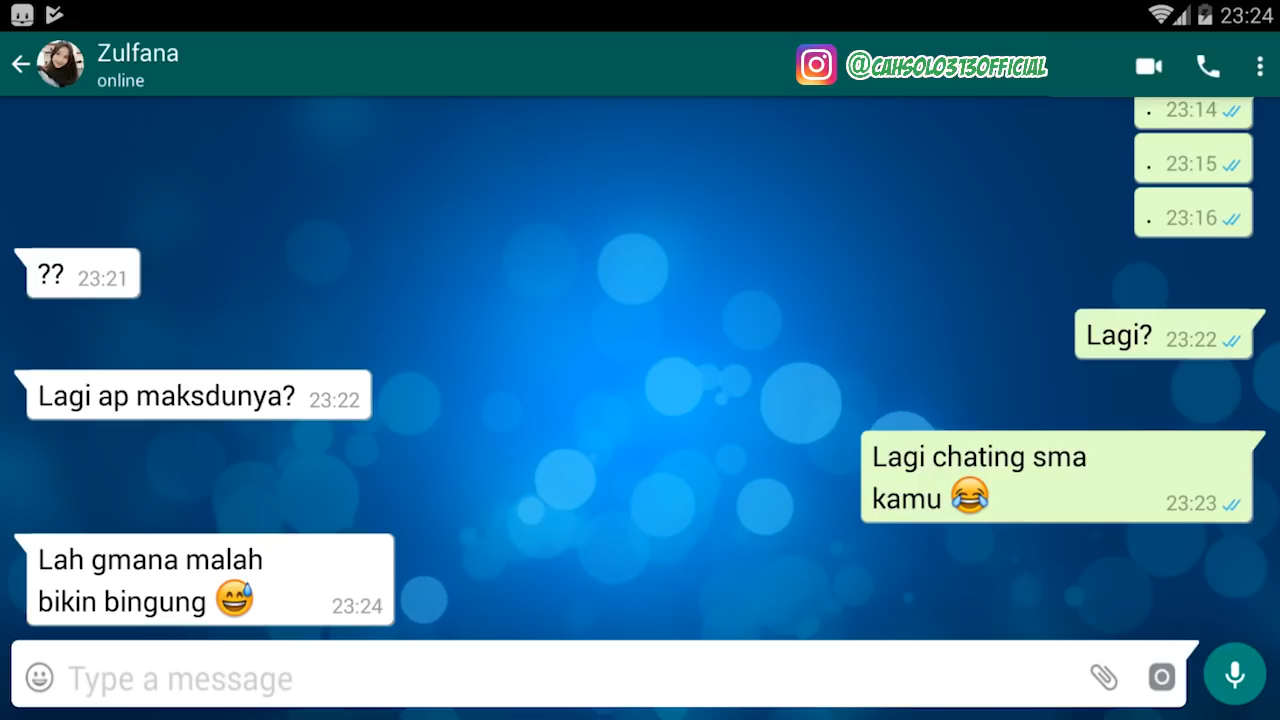 23:24
Zulfana
online
@CAHSOLO313OFFICIAL
. 23:14
. 23:15
. 23:16
?? 23:21
Lagi? 23:22
Lagi ap maksdunya? 23:22
Lagi chating sma
kamu 😂 23:23
Lah gmana malah
bikin bingung 😅 23:24
Type a message